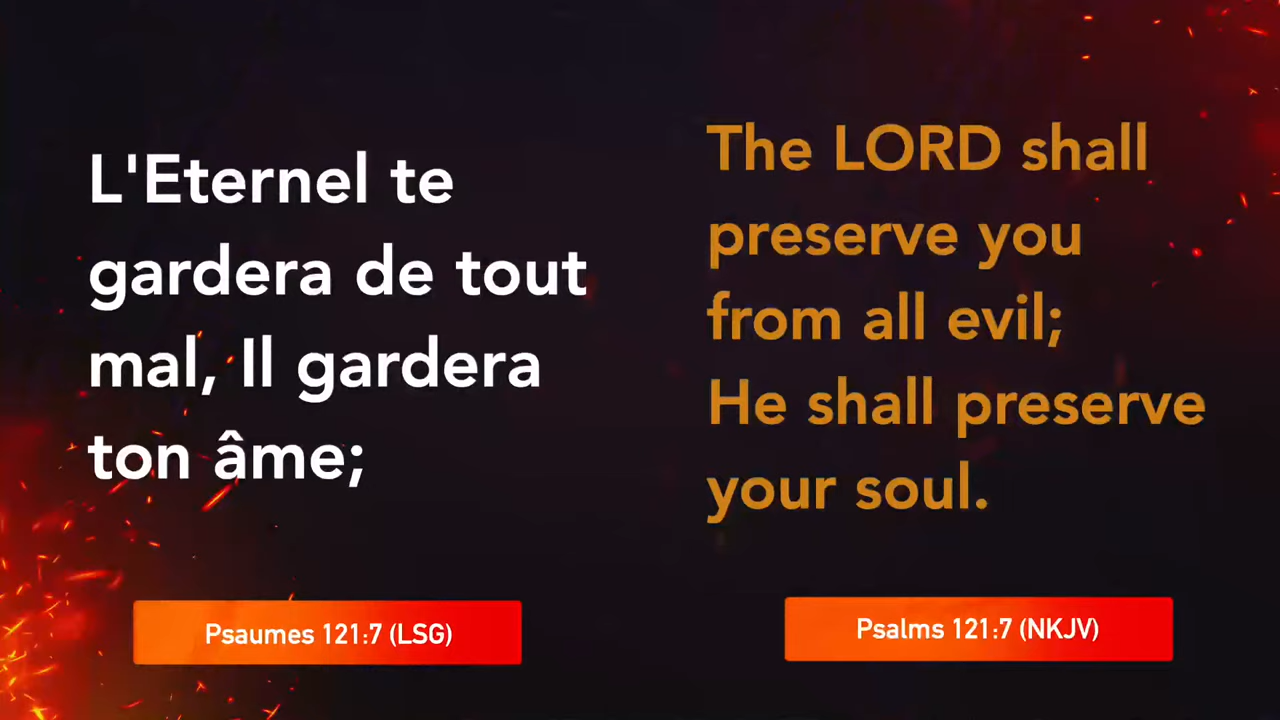 L'Eternel te
gardera de tout
mal, Il gardera
ton âme;
Psaumes 121:7 (LSG)
The LORD shall
preserve you
from all evil;
He shall preserve
your soul.
Psalms 121:7 (NKJV)